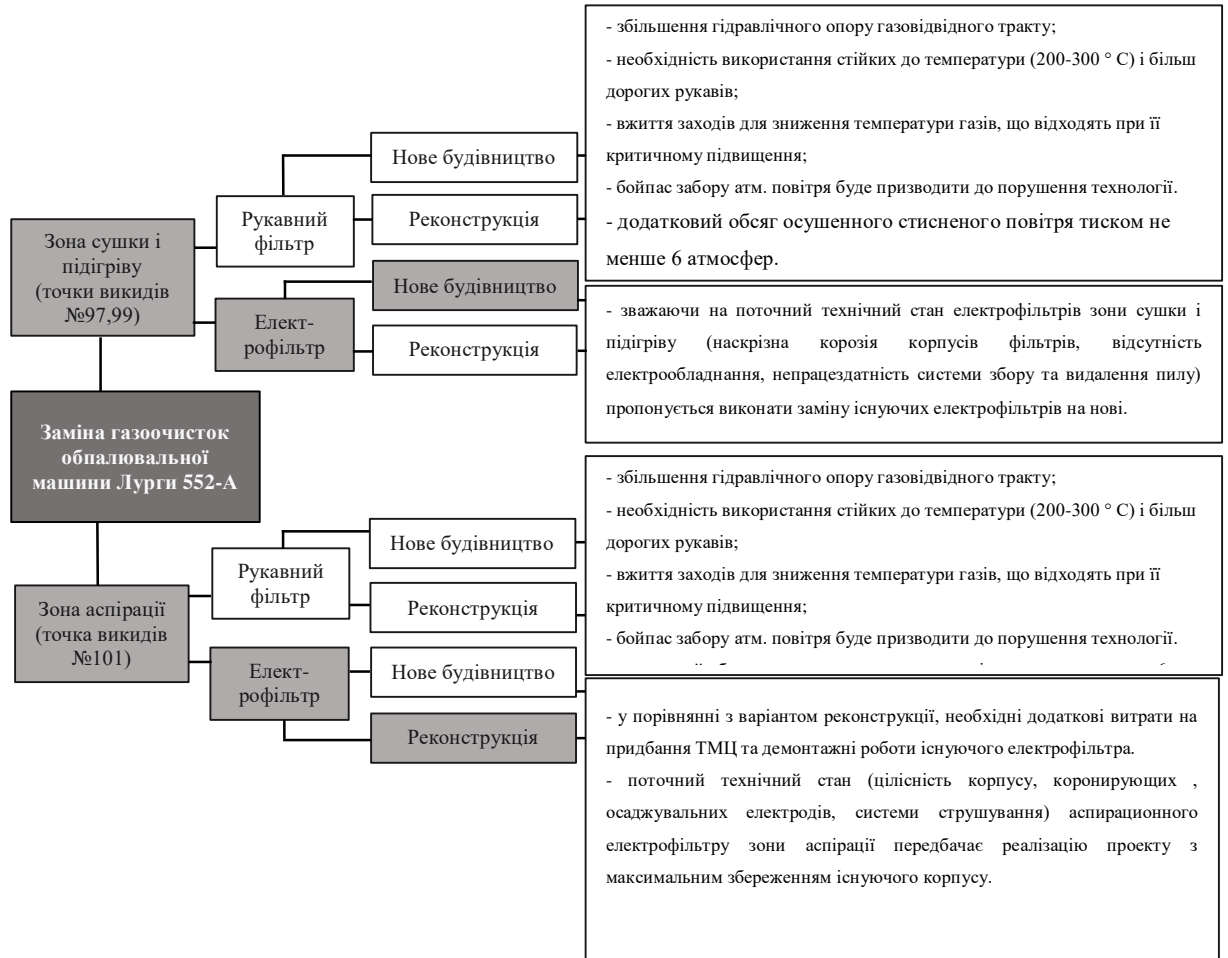 Заміна газоочисток
обпалювальної
машини Лурги 552-А
Зона сушки і
підігріву
(точки викидів
№97,99)
Рукавний
фільтр
Нове будівництво
Реконструкція
- збільшення гідравлічного опору газовідвідного тракту;
- необхідність використання стійких до температури (200-300 ° С) і більш
дорогих рукавів;
- вжиття заходів для зниження температури газів, що відходять при її
критичному підвищення;
- бойпас забору атм. повітря буде призводити до порушення технології.
- додатковий обсяг осушенного стисненого повітря тиском не
менше 6 атмосфер.
Елект-
рофільтр
Нове будівництво
Реконструкція
- зважаючи на поточний технічний стан електрофільтрів зони сушки і
підігріву (наскрізна корозія корпусів фільтрів, відсутність
електрообладнання, непрацездатність системи збору та видалення пилу)
пропонується виконати заміну існуючих електрофільтрів на нові.
Зона аспірації
(точка викидів
№101)
Рукавний
фільтр
Нове будівництво
Реконструкція
- збільшення гідравлічного опору газовідвідного тракту;
- необхідність використання стійких до температури (200-300 ° С) і більш
дорогих рукавів;
- вжиття заходів для зниження температури газів, що відходять при її
критичному підвищення;
- бойпас забору атм. повітря буде призводити до порушення технології.
Елект-
рофільтр
Нове будівництво
Реконструкція
- у порівнянні з варіантом реконструкції, необхідні додаткові витрати на
придбання ТМЦ та демонтажні роботи існуючого електрофільтра.
- поточний технічний стан (цілісність корпусу, коронируючих ,
осаджувальних електродів, системи струшування) аспирационного
електрофільтру зони аспірації передбачає реалізацію проекту з
максимальним збереженням існуючого корпусу.